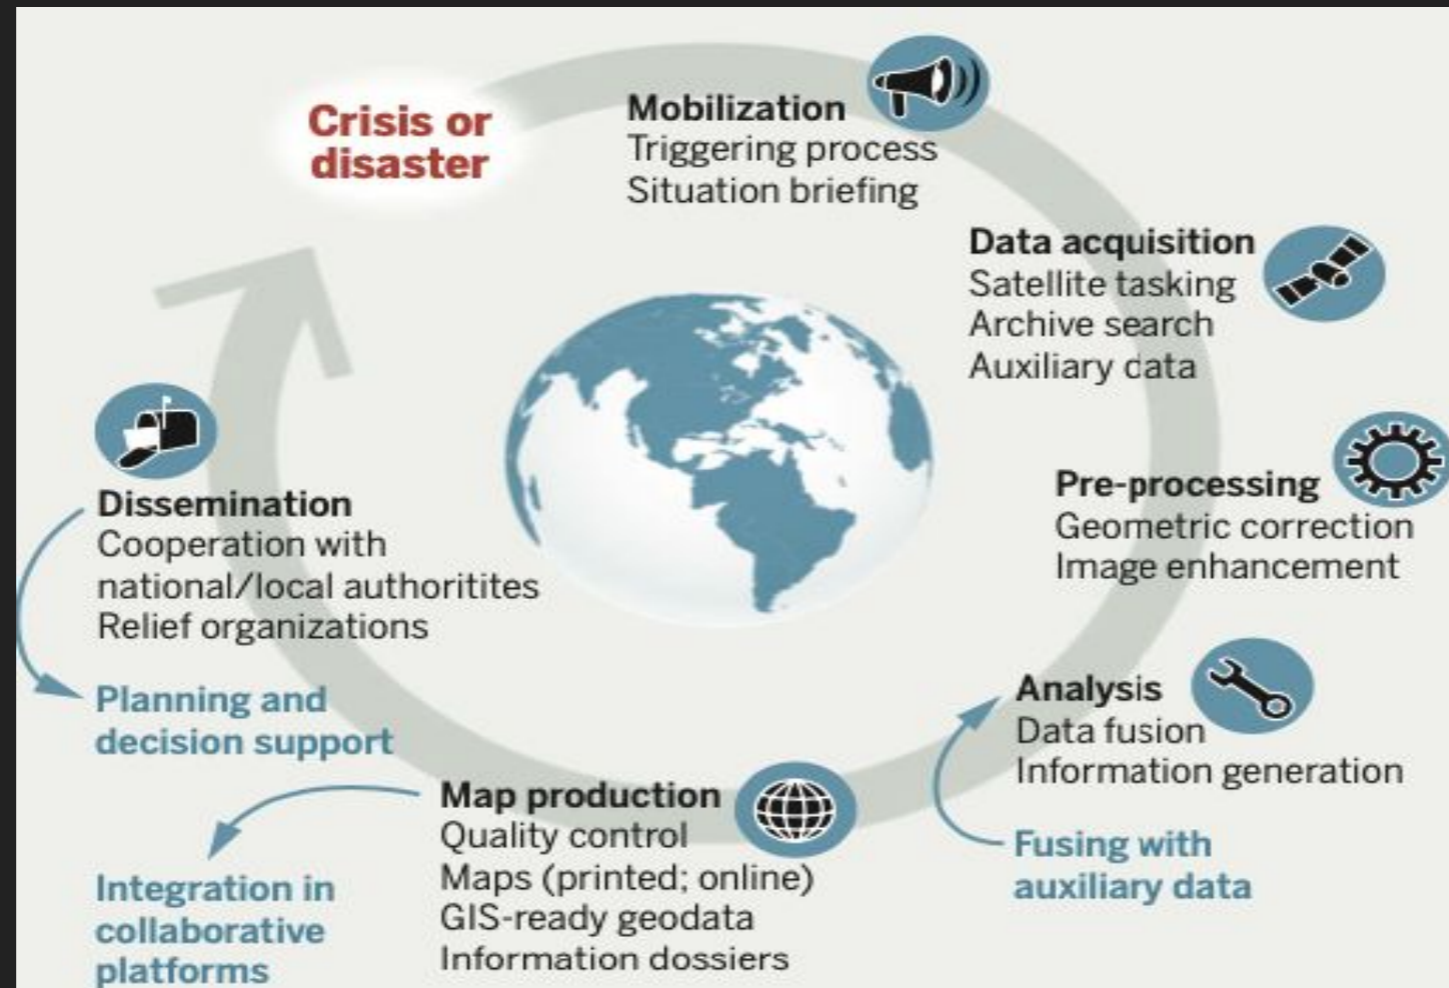 Crisis or
disaster
Mobilization
Triggering process
Situation briefing
Data acquisition
Satellite tasking
Archive search
Auxiliary data
Pre-processing
Geometric correction
Image enhancement
Analysis
Data fusion
Information generation
Fusing with
auxiliary data
Map production
Quality control
Maps (printed; online)
GIS-ready geodata
Information dossiers
Integration in
collaborative
platforms
Dissemination
Cooperation with
national/local authoritites
Relief organizations
Planning and
decision support